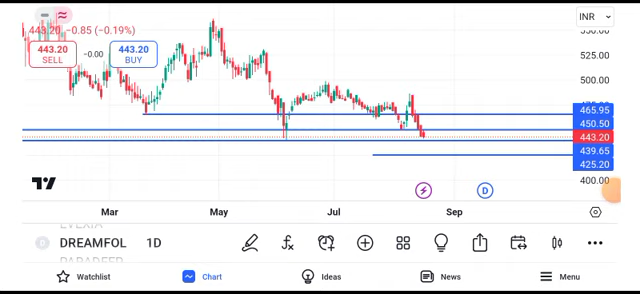 INR
550.00
443.20 −0.85 (−0.19%)
443.20
SELL
−0.00
443.20
BUY
525.00
500.00
465.95
450.50
443.20
439.65
425.20
400.00
D
Mar May Jul Sep
DREAMFOL 1D
Watchlist Chart Ideas News Menu